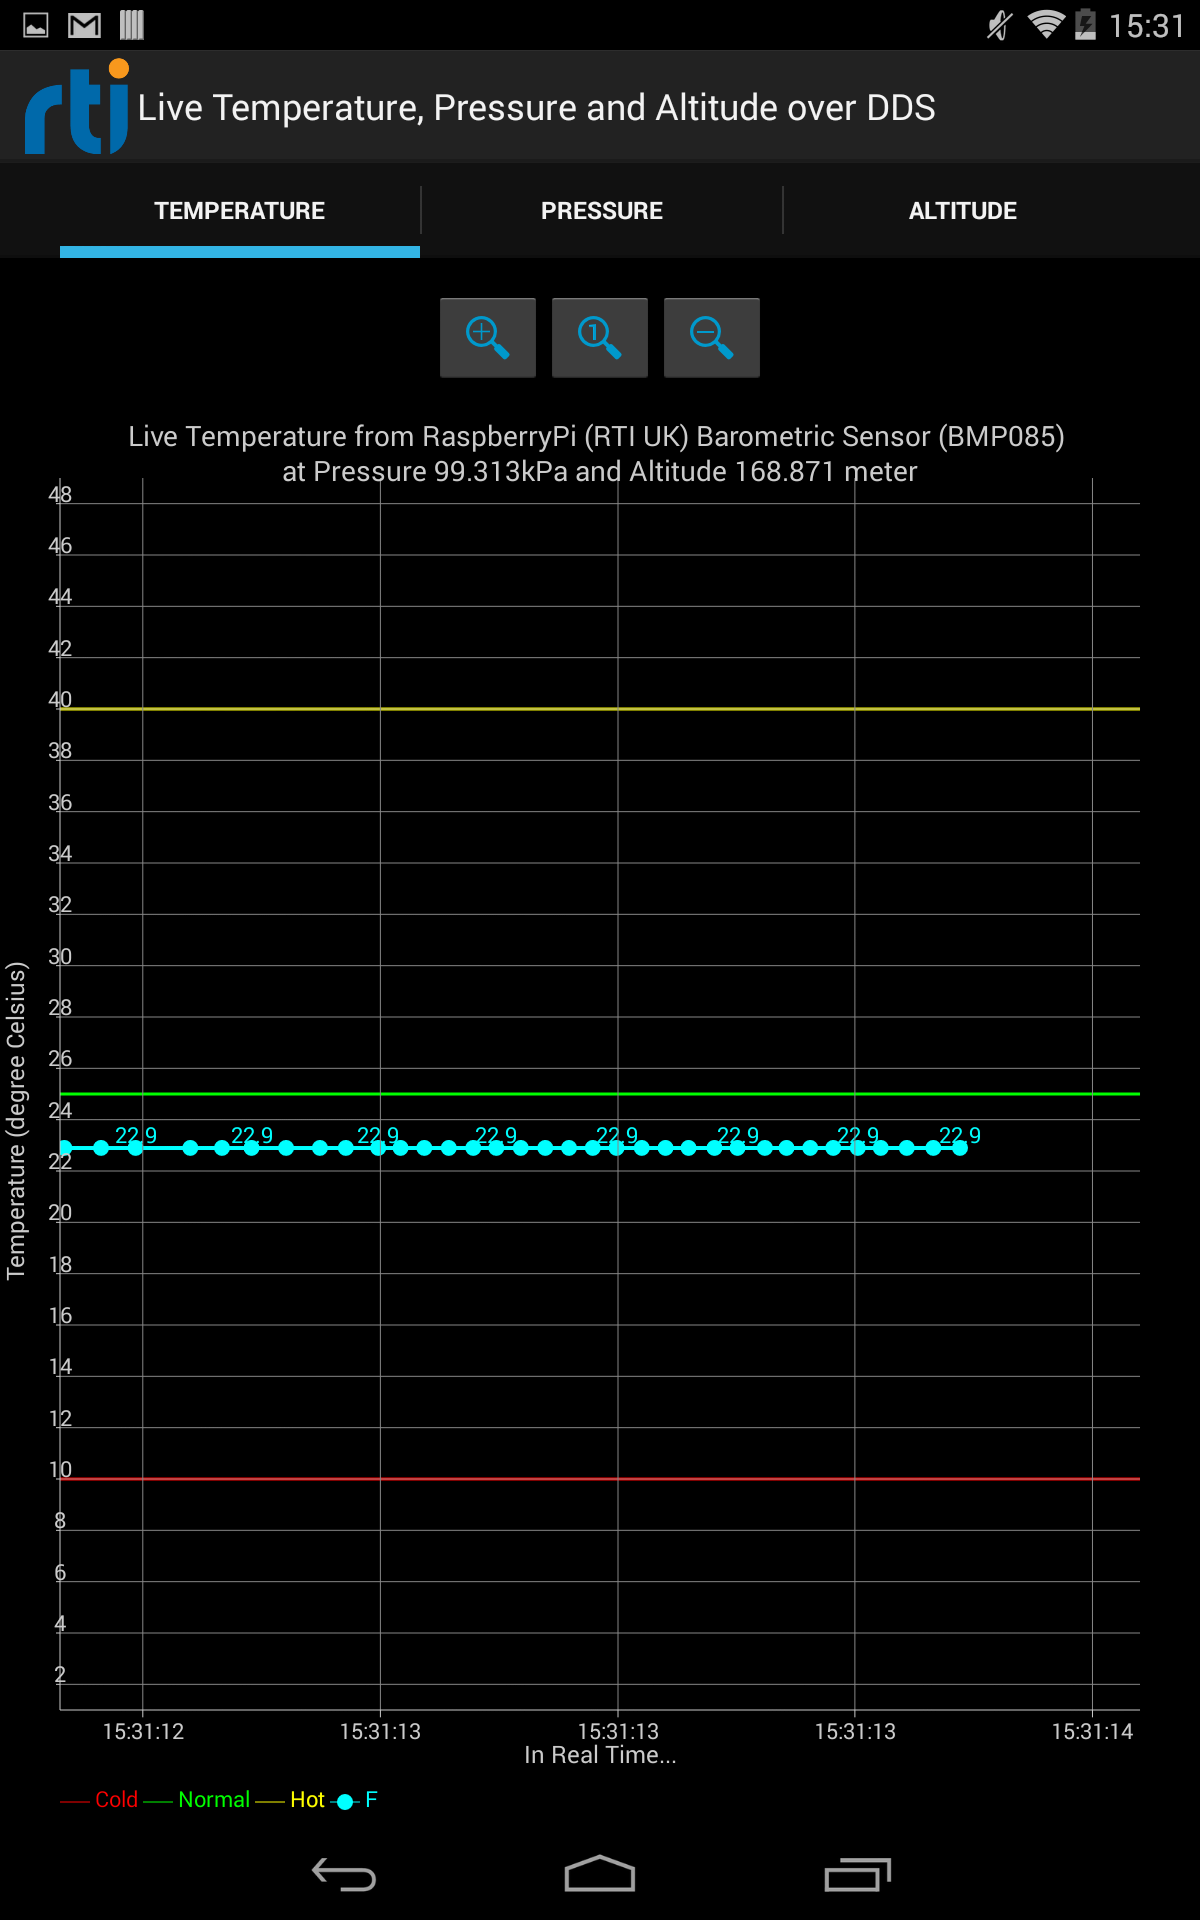 15:31
rti Live Temperature, Pressure and Altitude over DDS
TEMPERATURE PRESSURE ALTITUDE
1
Live Temperature from RaspberryPi (RTI UK) Barometric Sensor (BMP085)
at Pressure 99.313kPa and Altitude 168.871 meter
48
46
44
42
40
38
36
34
32
30
28
26
24
22.9 22.9 22.9 22.9 22.9 22.9 22.9 22.9
22
20
18
16
14
12
10
8
6
4
2
Temperature (degree Celsius)
15:31:12 15:31:13 15:31:13 15:31:13 15:31:14
In Real Time...
Cold Normal Hot F